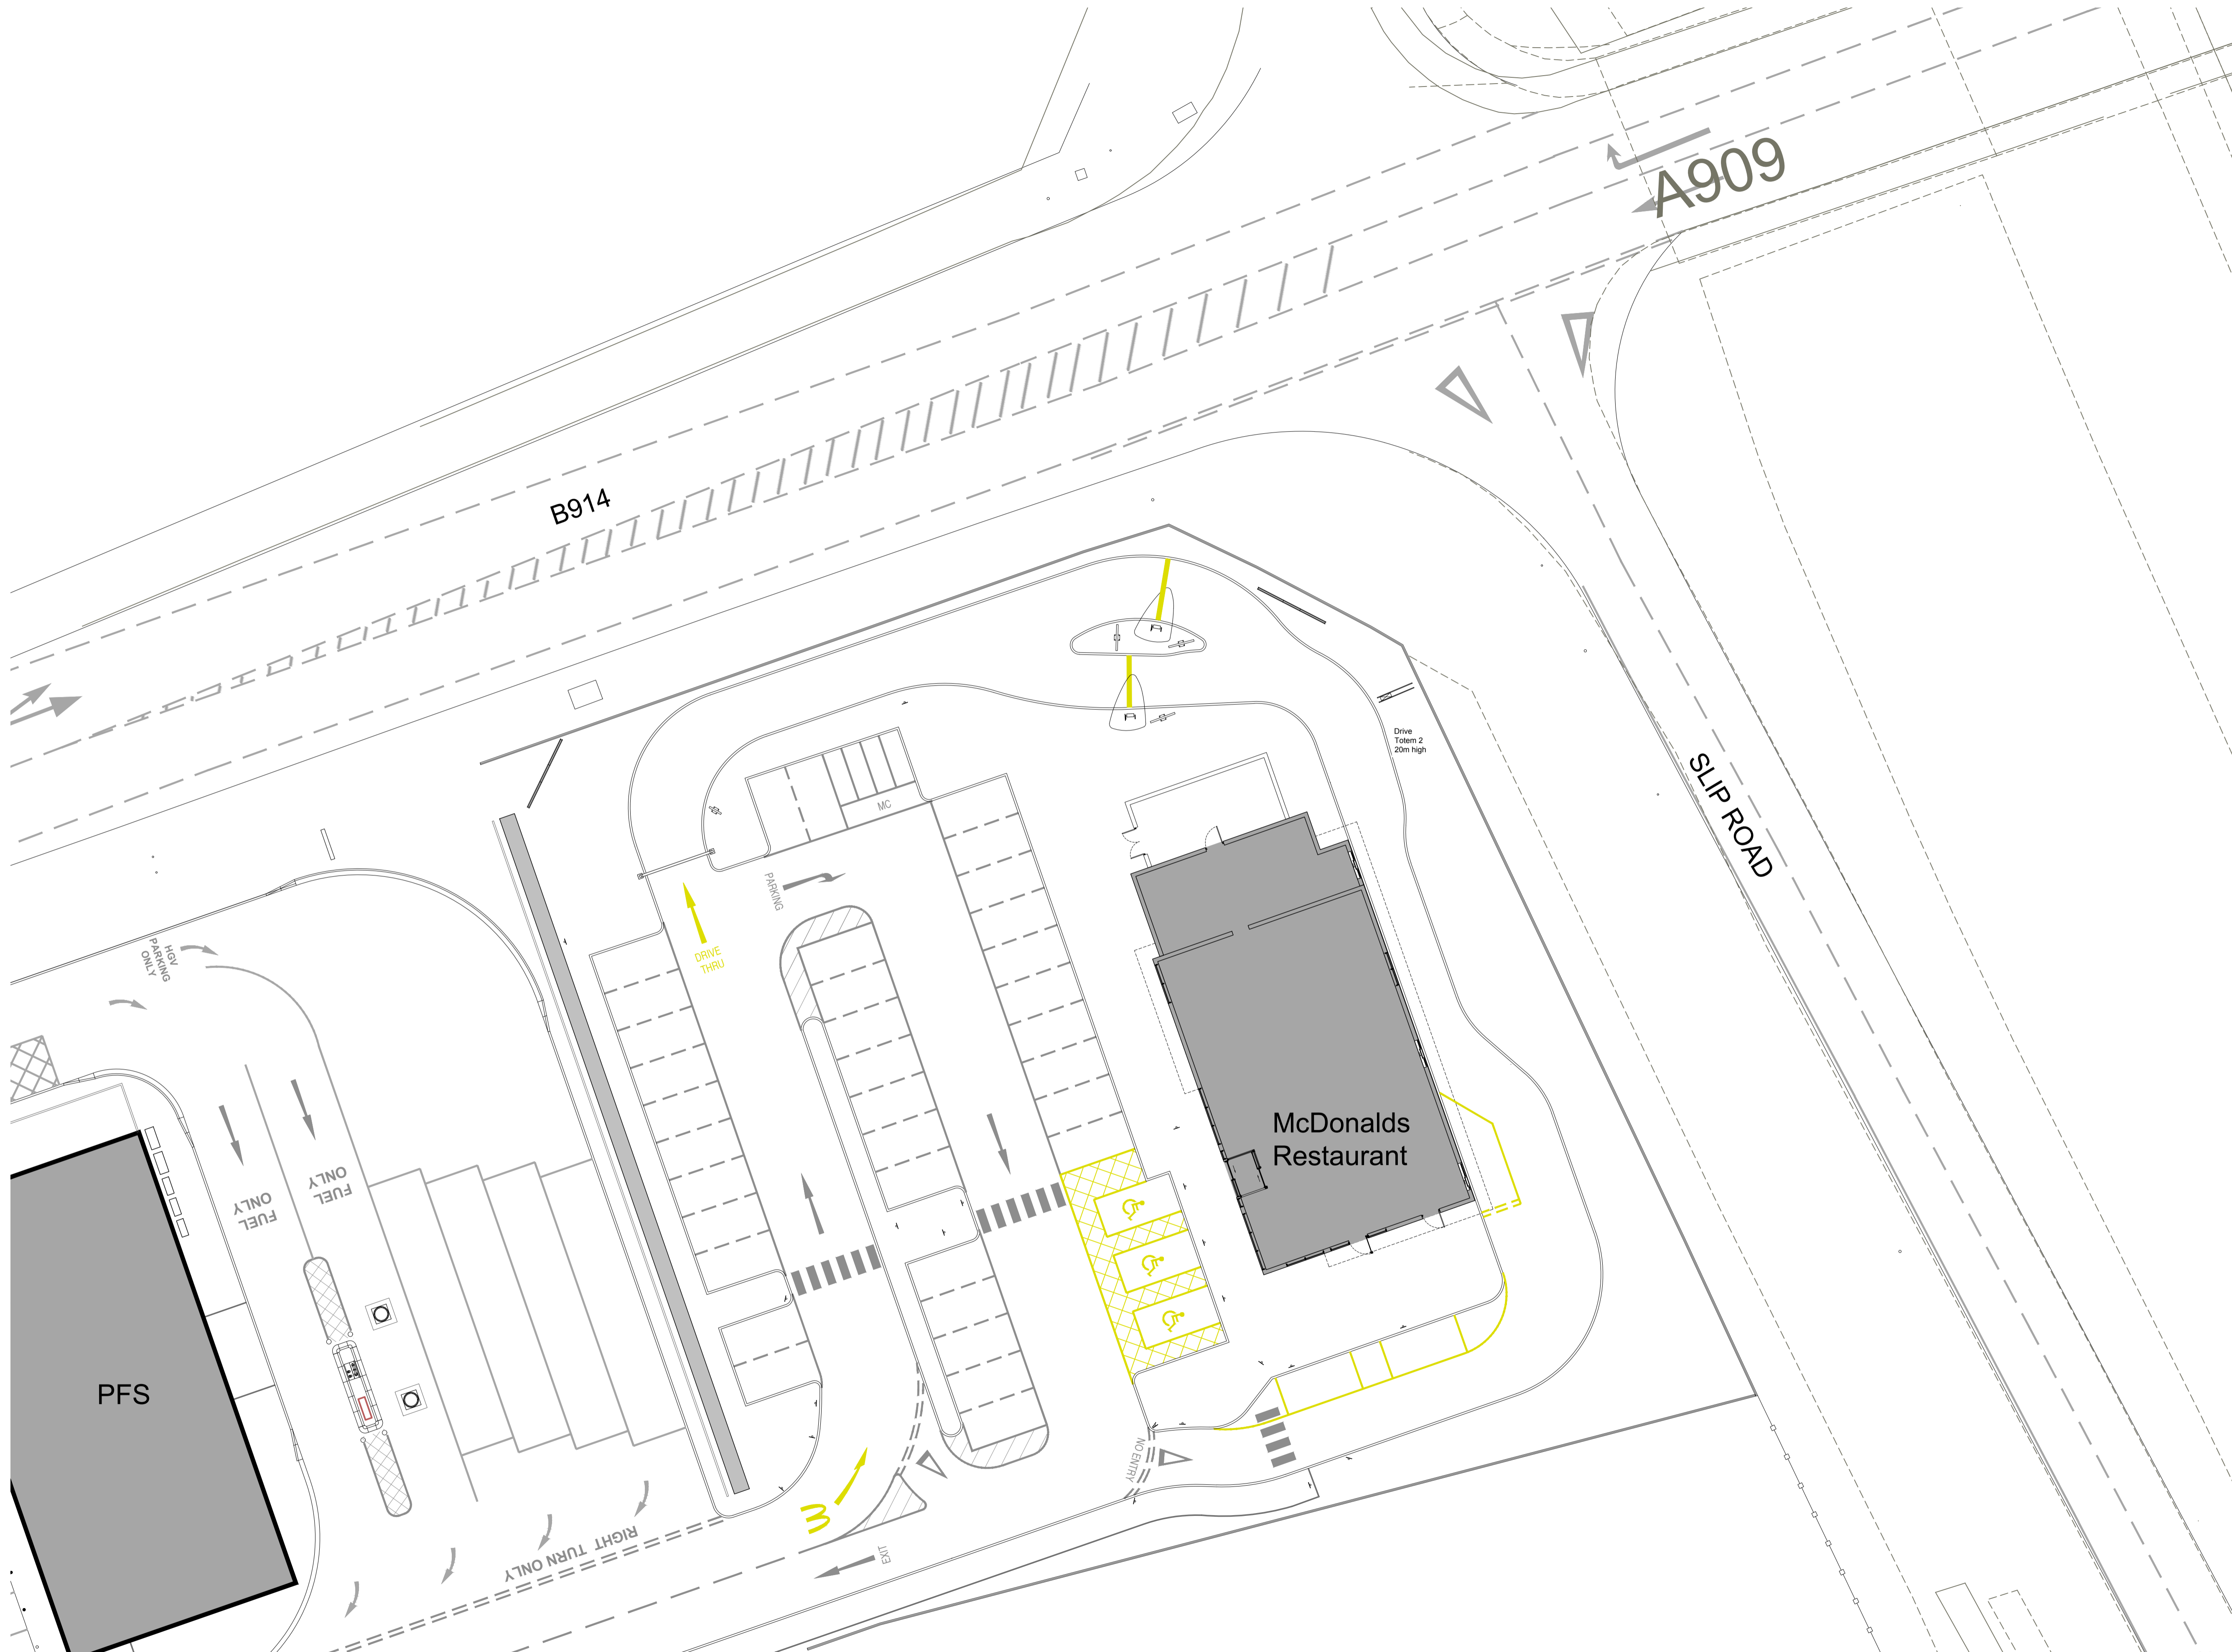 A909
B914
Drive
Totem 2
20m high
SLIP ROAD
MC
PARKING
DRIVE
THRU
HGV
PARKING
ONLY
McDonalds
Restaurant
FUEL
ONLY
FUEL
ONLY
PFS
NO ENTRY
M
RIGHT TURN ONLY
EXIT